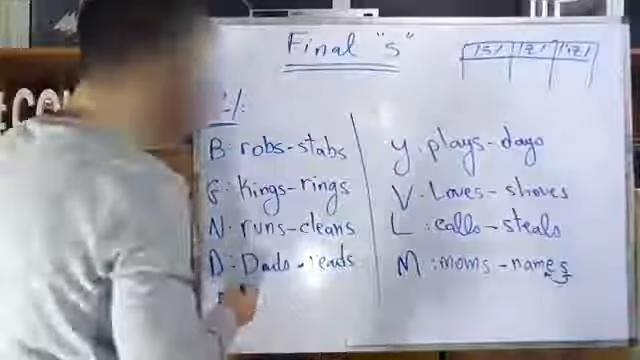 Final "s"
/s/ /z/ /iz/
B: robs-stabs
G: Kings-rings
N: runs-cleans
D: Dads-reads
y: plays-days
V: Loves-shoves
L: calls-steals
M: moms-names